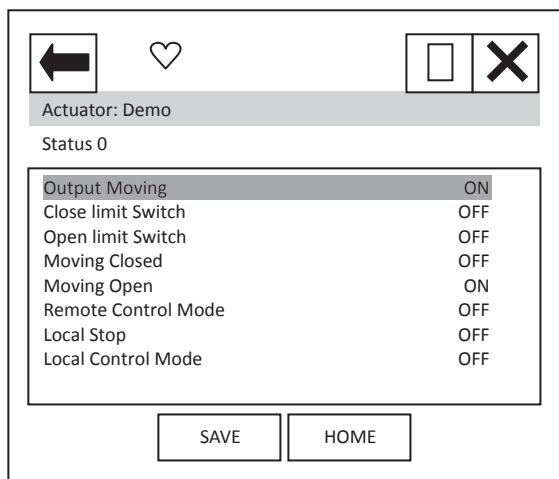 Actuator: Demo
Status 0
Output Moving ON
Close limit Switch OFF
Open limit Switch OFF
Moving Closed OFF
Moving Open ON
Remote Control Mode OFF
Local Stop OFF
Local Control Mode OFF
SAVE HOME